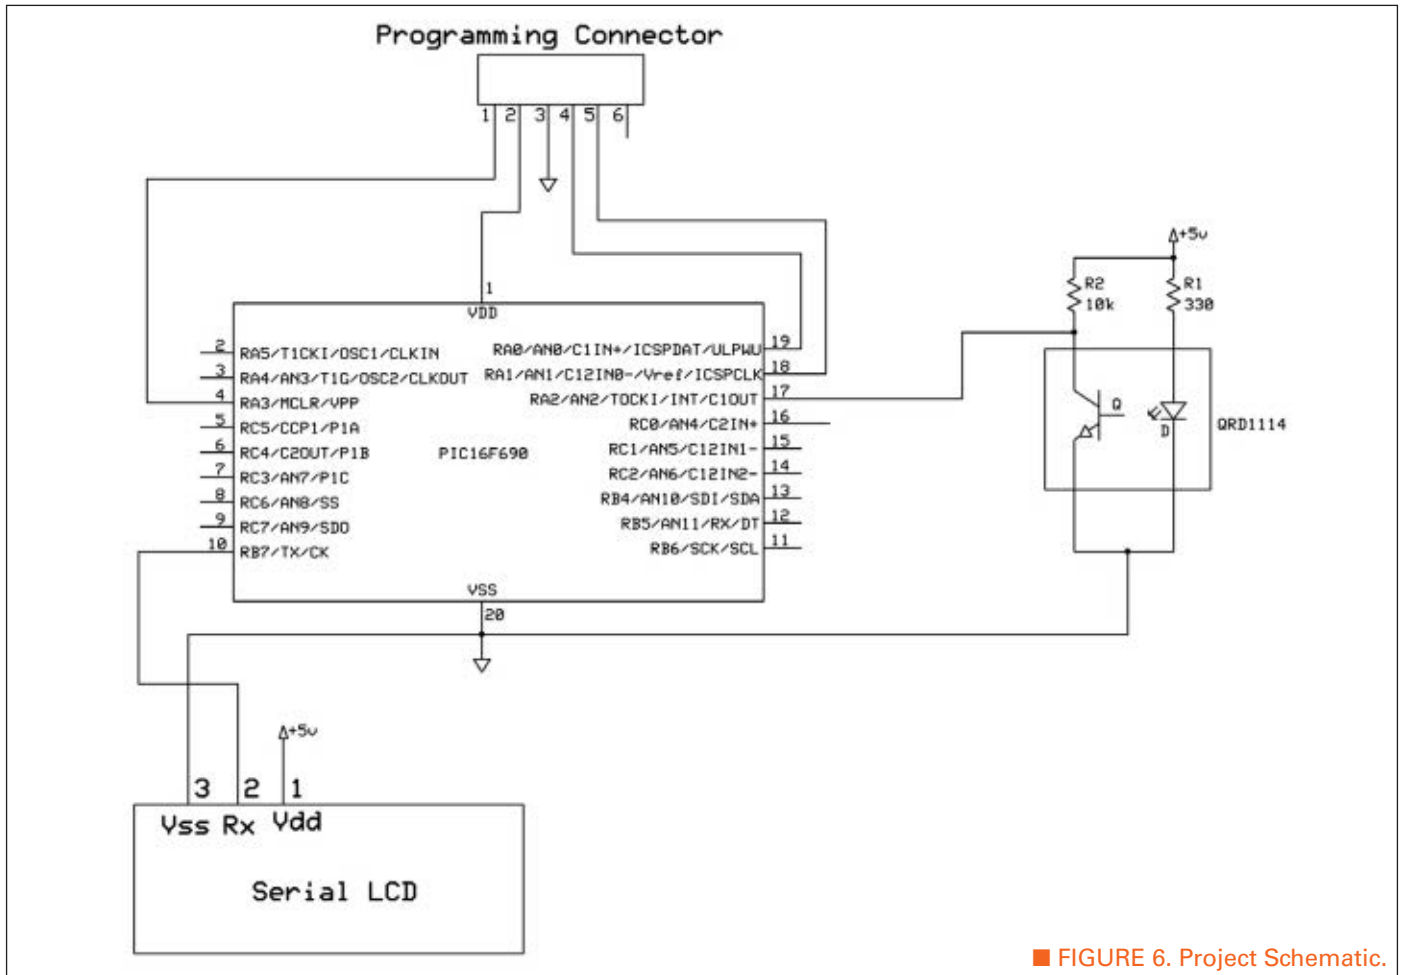 Programming Connector
1 2 3 4 5 6
+5v
R2
10k
R1
330
1
VDD
2 RA5/T1CKI/OSC1/CLKIN
3 RA4/AN3/T1G/OSC2/CLKOUT
4 RA3/MCLR/VPP
5 RC5/CCP1/P1A
6 RC4/C2OUT/P1B
7 RC3/AN7/P1C
8 RC6/AN8/SS
9 RC7/AN9/SDO
10 RB7/TX/CK
PIC16F690
RA0/AN0/C1IN+/ICSPDAT/ULPWU 19
RA1/AN1/C12IN0-/Vref/ICSPCLK 18
RA2/AN2/TOCKI/INT/C1OUT 17
RC0/AN4/C2IN+ 16
RC1/AN5/C12IN1- 15
RC2/AN6/C12IN2- 14
RB4/AN10/SDI/SDA 13
RB5/AN11/RX/DT 12
RB6/SCK/SCL 11
VSS
20
Q
D
QRD1114
+5v
3 2 1
Vss Rx Vdd
Serial LCD
■ FIGURE 6. Project Schematic.